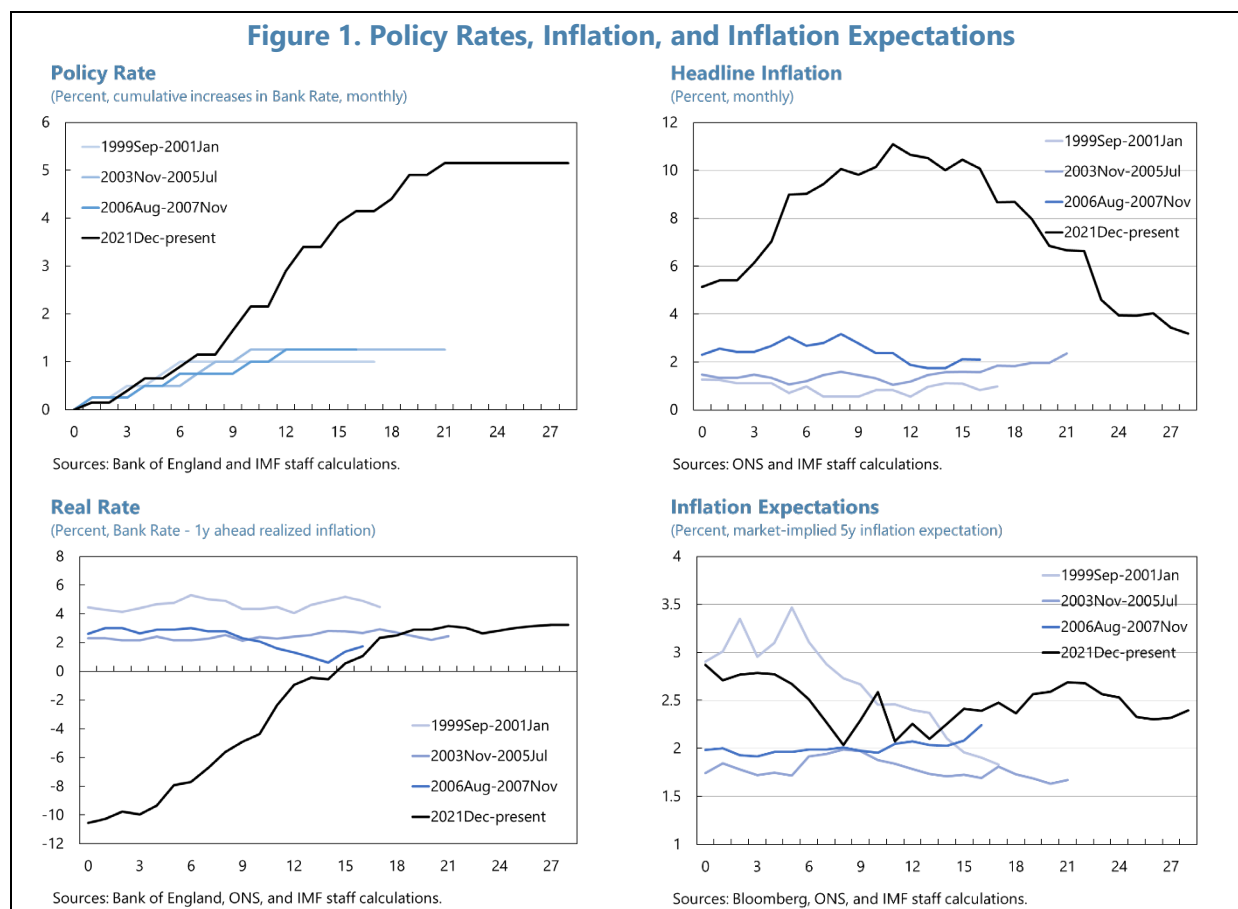 Figure 1. Policy Rates, Inflation, and Inflation Expectations
Policy Rate
(Percent, cumulative increases in Bank Rate, monthly)
6
5
4
3
2
1
0
1999Sep-2001Jan
2003Nov-2005Jul
2006Aug-2007Nov
2021Dec-present
0 3 6 9 12 15 18 21 24 27
Sources: Bank of England and IMF staff calculations.
Headline Inflation
(Percent, monthly)
12
10
8
6
4
2
0
1999Sep-2001Jan
2003Nov-2005Jul
2006Aug-2007Nov
2021Dec-present
0 3 6 9 12 15 18 21 24 27
Sources: ONS and IMF staff calculations.
Real Rate
(Percent, Bank Rate - 1y ahead realized inflation)
8
6
4
2
0
-2
-4
-6
-8
-10
-12
1999Sep-2001Jan
2003Nov-2005Jul
2006Aug-2007Nov
2021Dec-present
0 3 6 9 12 15 18 21 24 27
Sources: Bank of England, ONS, and IMF staff calculations.
Inflation Expectations
(Percent, market-implied 5y inflation expectation)
4
3.5
3
2.5
2
1.5
1
1999Sep-2001Jan
2003Nov-2005Jul
2006Aug-2007Nov
2021Dec-present
0 3 6 9 12 15 18 21 24 27
Sources: Bloomberg, ONS, and IMF staff calculations.